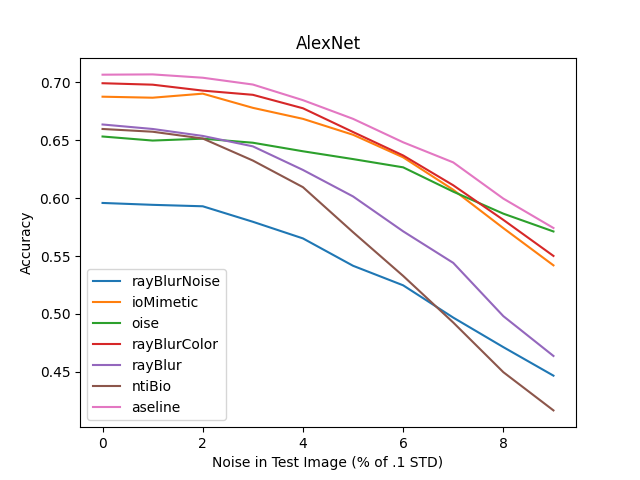 AlexNet
0.70
0.65
0.60
0.55
0.50
0.45
Accuracy
rayBlurNoise
ioMimetic
oise
rayBlurColor
rayBlur
ntiBio
aseline
0 2 4 6 8
Noise in Test Image (% of .1 STD)